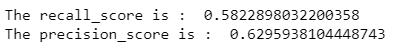 The recall_score is :  0.5822898032200358
The precision_score is :  0.6295938104448743